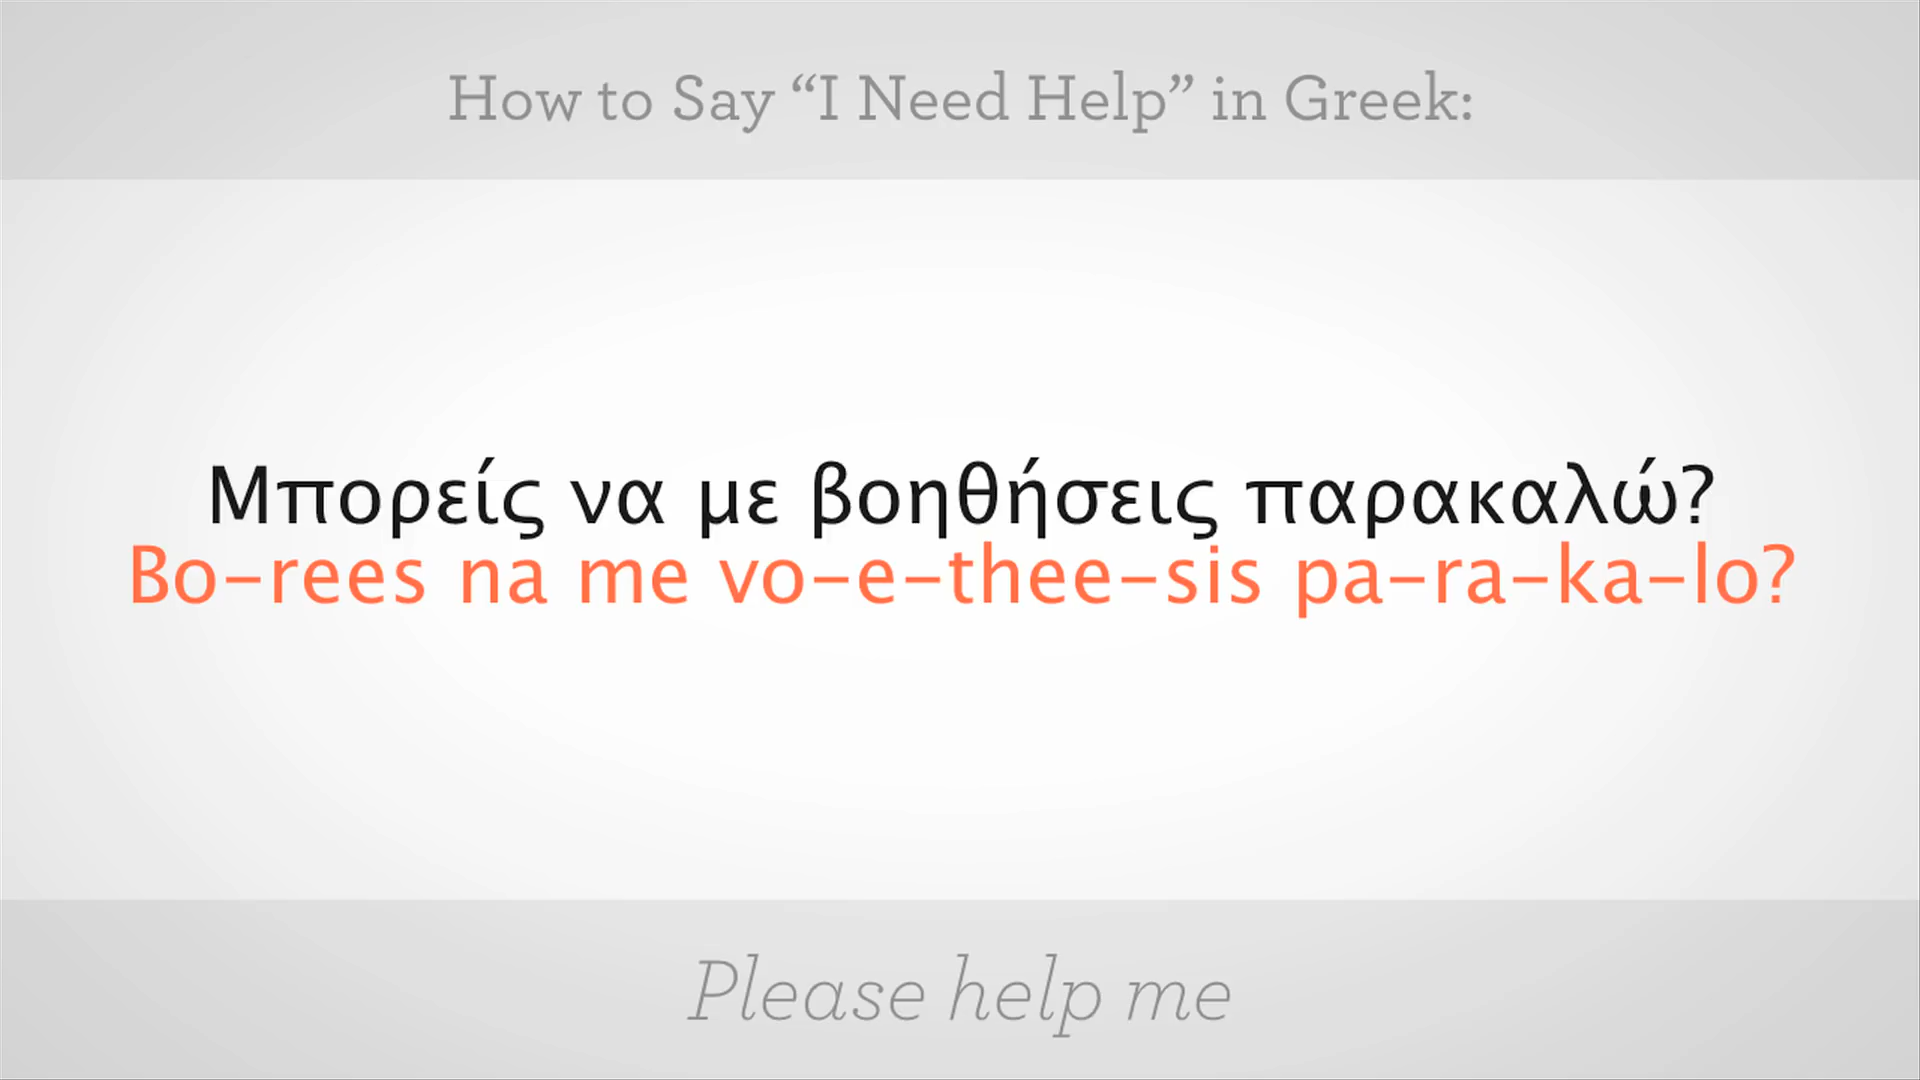 How to Say “I Need Help” in Greek:
Μπορείς να με βοηθήσεις παρακαλώ?
Bo-rees na me vo-e-thee-sis pa-ra-ka-lo?
Please help me